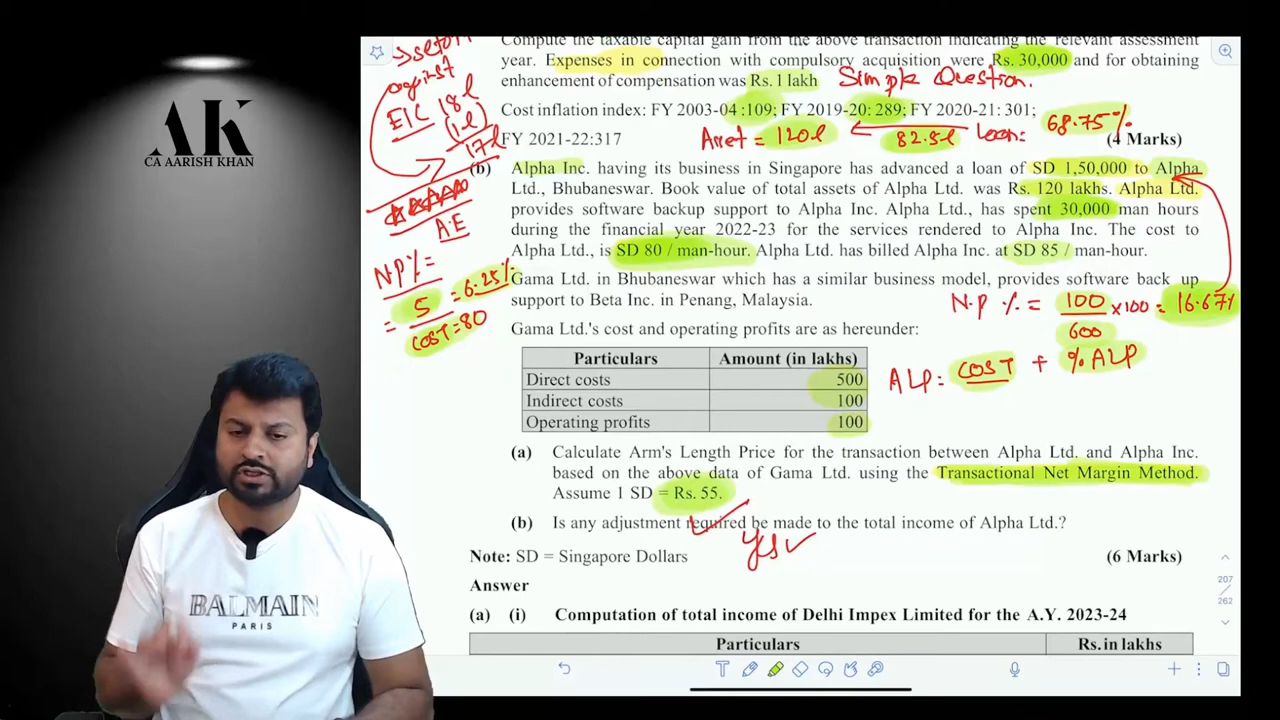 AK
CA AARISH KHAN
BALMAIN
PARIS
→ setoff
against
EIC 18 l
(1 l)
17 l
A.E
NP % =
= 5 = 6.25%
COST = 80
Compute the taxable capital gain from the above transaction indicating the relevant assessment
year. Expenses in connection with compulsory acquisition were Rs. 30,000 and for obtaining
enhancement of compensation was Rs. 1 lakh
Simple Question.
Cost inflation index: FY 2003-04 :109; FY 2019-20: 289; FY 2020-21: 301;
FY 2021-22:317
Asset = 120 l
82.5 l
Loan:
68.75%
(4 Marks)
(b) Alpha Inc. having its business in Singapore has advanced a loan of SD 1,50,000 to Alpha
Ltd., Bhubaneswar. Book value of total assets of Alpha Ltd. was Rs. 120 lakhs. Alpha Ltd.
provides software backup support to Alpha Inc. Alpha Ltd., has spent 30,000 man hours
during the financial year 2022-23 for the services rendered to Alpha Inc. The cost to
Alpha Ltd., is SD 80 / man-hour. Alpha Ltd. has billed Alpha Inc. at SD 85 / man-hour.
Gama Ltd. in Bhubaneswar which has a similar business model, provides software back up
support to Beta Inc. in Penang, Malaysia.
N.P % = 100 × 100 = 16.67%
600
Gama Ltd.'s cost and operating profits are as hereunder:
Particulars Amount (in lakhs)
Direct costs 500
Indirect costs 100
Operating profits 100
ALP = COST + % ALP
(a) Calculate Arm's Length Price for the transaction between Alpha Ltd. and Alpha Inc.
based on the above data of Gama Ltd. using the Transactional Net Margin Method.
Assume 1 SD = Rs. 55.
(b) Is any adjustment required be made to the total income of Alpha Ltd.?
yes ✓
Note: SD = Singapore Dollars (6 Marks)
Answer
(a) (i) Computation of total income of Delhi Impex Limited for the A.Y. 2023-24
Particulars Rs. in lakhs
207
262